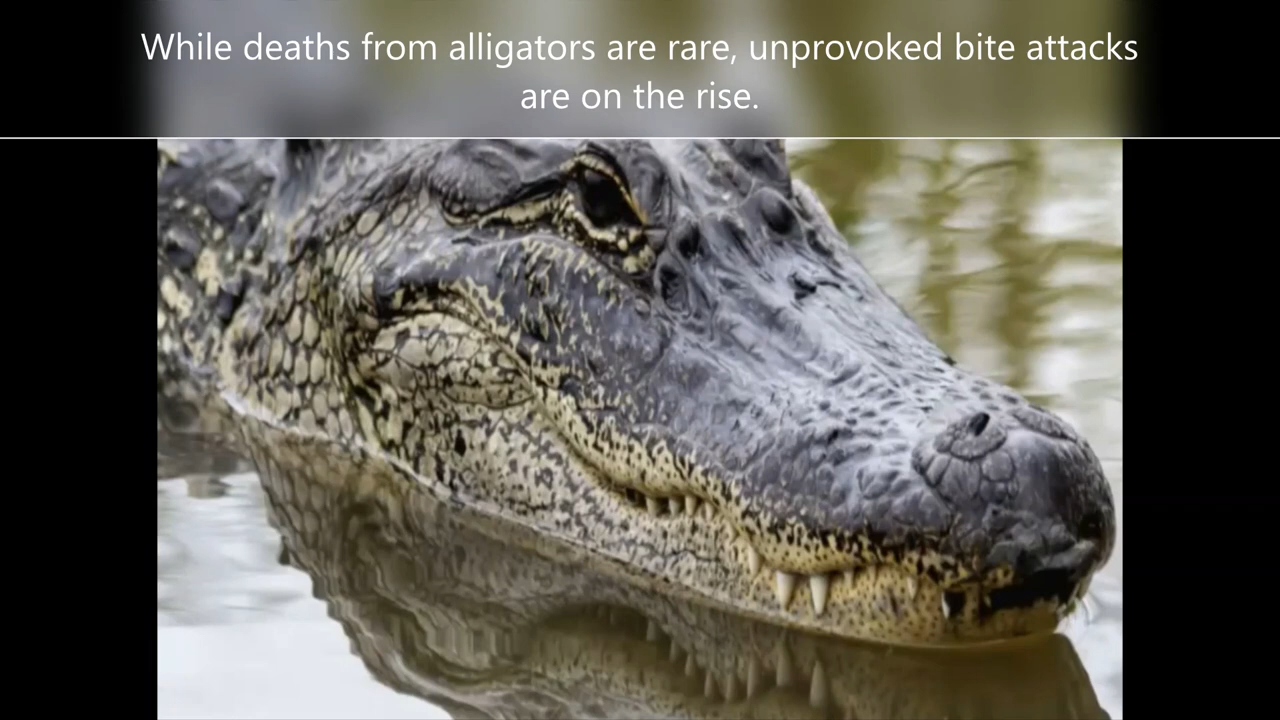 While deaths from alligators are rare, unprovoked bite attacks
are on the rise.